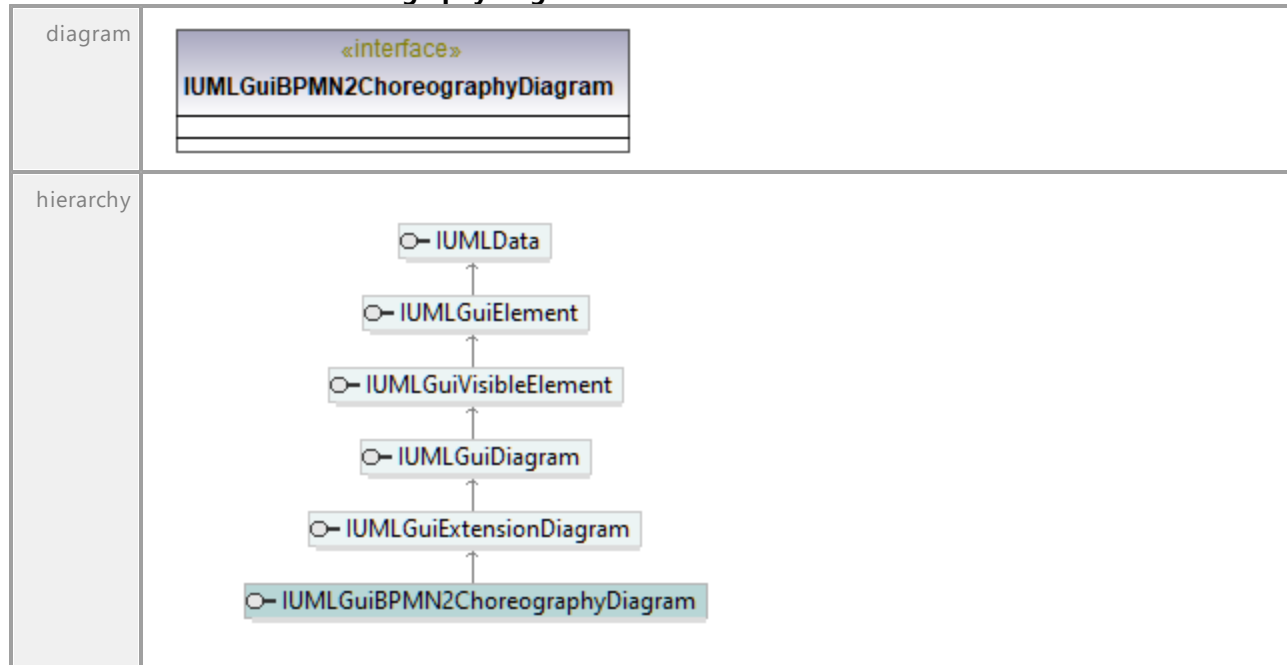 diagram
«interface»
IUMLGuiBPMN2ChoreographyDiagram
hierarchy
IUMLData
IUMLGuiElement
IUMLGuiVisibleElement
IUMLGuiDiagram
IUMLGuiExtensionDiagram
IUMLGuiBPMN2ChoreographyDiagram